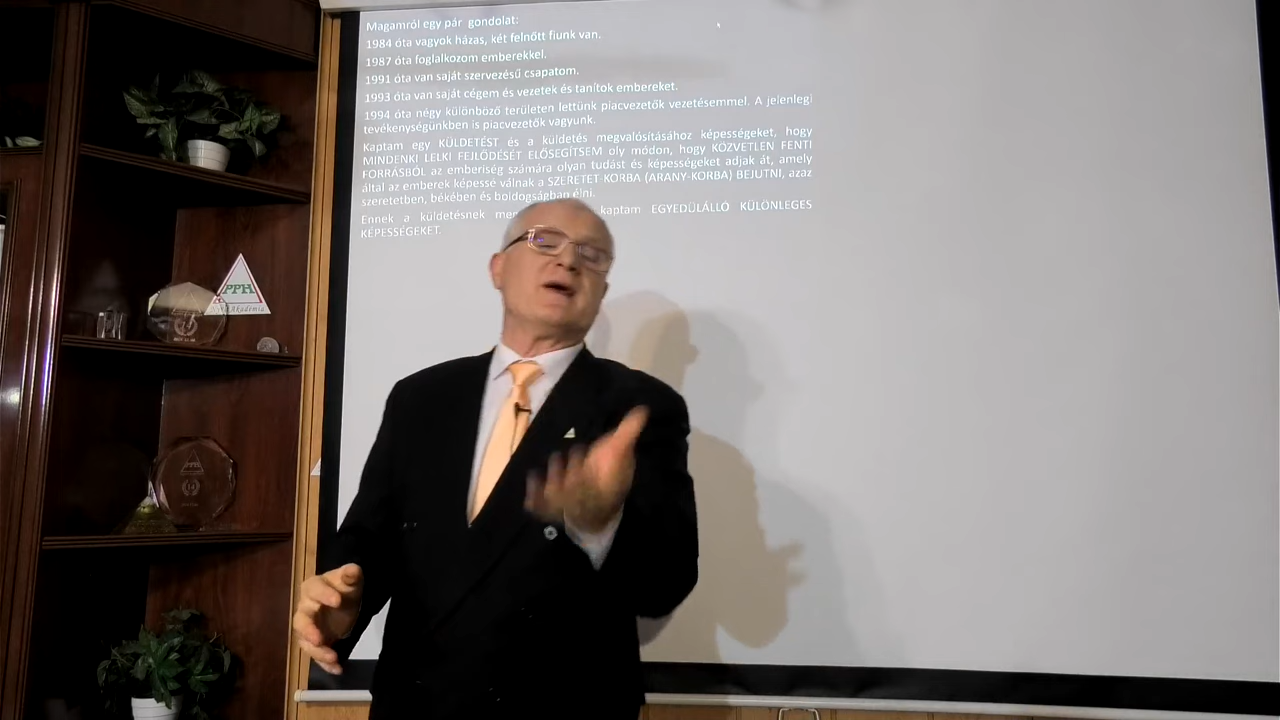 Magamról egy pár gondolat:
1984 óta vagyok házas, két felnőtt fiunk van.
1987 óta foglalkozom emberekkel.
1991 óta van saját szervezésű csapatom.
1993 óta van saját cégem és vezetek és tanítok embereket.
1994 óta négy különböző területen lettünk piacvezetők vezetésemmel. A jelenlegi
tevékenységünkben is piacvezetők vagyunk.
Kaptam egy KÜLDETÉST és a küldetés megvalósításához képességeket, hogy
MINDENKI LELKI FEJLŐDÉSÉT ELŐSEGÍTSEM oly módon, hogy KÖZVETLEN FENTI
FORRÁSBÓL az emberiség számára olyan tudást és képességeket adjak át, amely
által az emberek képessé válnak a SZERETET-KORBA (ARANY-KORBA) BEJUTNI, azaz
szeretetben, békében és boldogságban élni.
Ennek a küldetésnek kaptam EGYEDÜLÁLLÓ KÜLÖNLEGES
KÉPESSÉGEKET.
PPH
Akadémia